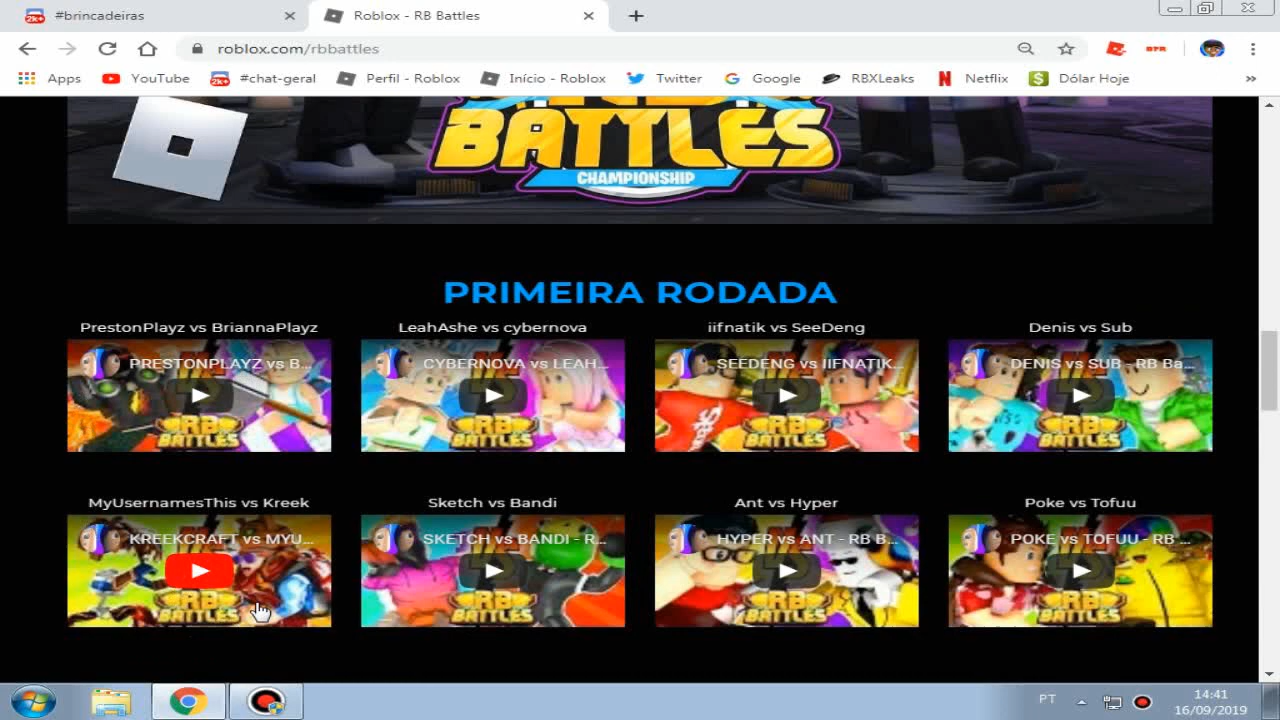 #brincadeiras
Roblox - RB Battles
roblox.com/rbbattles
Apps
YouTube
#chat-geral
Perfil - Roblox
Início - Roblox
Twitter
Google
RBXLeaks
Netflix
Dólar Hoje
BATTLES
CHAMPIONSHIP
PRIMEIRA RODADA
PrestonPlayz vs BriannaPlayz
LeahAshe vs cybernova
iifnatik vs SeeDeng
Denis vs Sub
PRESTONPLAYZ vs B...
CYBERNOVA vs LEAH...
SEEDENG vs IIFNATIK...
DENIS vs SUB - RB Ba...
RB BATTLES
RB BATTLES
RB BATTLES
RB BATTLES
MyUsernamesThis vs Kreek
Sketch vs Bandi
Ant vs Hyper
Poke vs Tofuu
KREEKCRAFT vs MYU...
SKETCH vs BANDI - R...
HYPER vs ANT - RB B...
POKE vs TOFUU - RB ...
RB BATTLES
RB BATTLES
RB BATTLES
RB BATTLES
PT
14:41
16/09/2019